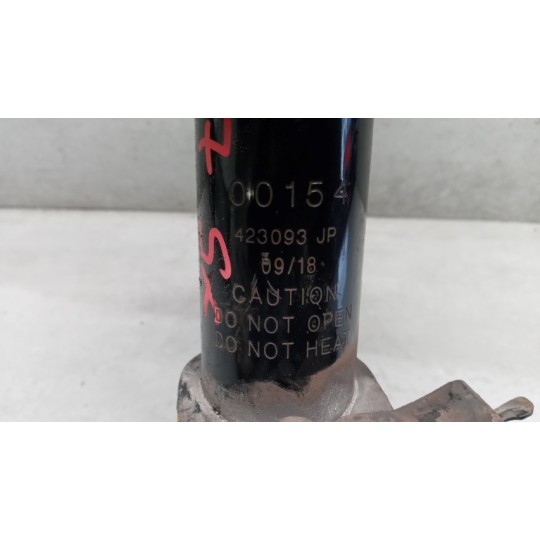 00154
423093 JP
09/18
CAUTION
DO NOT OPEN
DO NOT HEAT